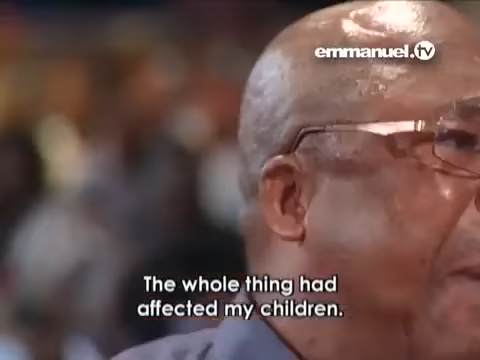 emmanuel.tv
The whole thing had
affected my children.